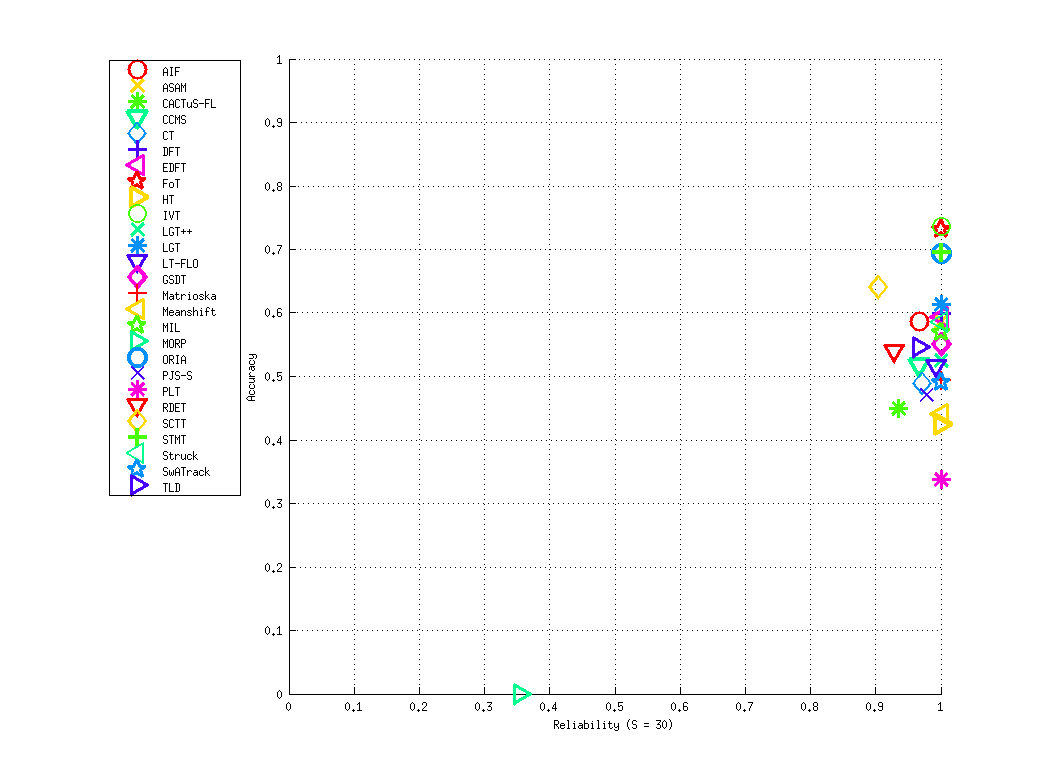 AIF
ASAM
CACTuS-FL
CCMS
CT
DFT
EDFT
FoT
HT
IVT
LGT++
LGT
LT-FLO
GSDT
Matrioska
Meanshift
MIL
MORP
ORIA
PJS-S
PLT
RDET
SCTT
STMT
Struck
SwATrack
TLD
Accuracy
1
0.9
0.8
0.7
0.6
0.5
0.4
0.3
0.2
0.1
0
0 0.1 0.2 0.3 0.4 0.5 0.6 0.7 0.8 0.9 1
Reliability (S = 30)